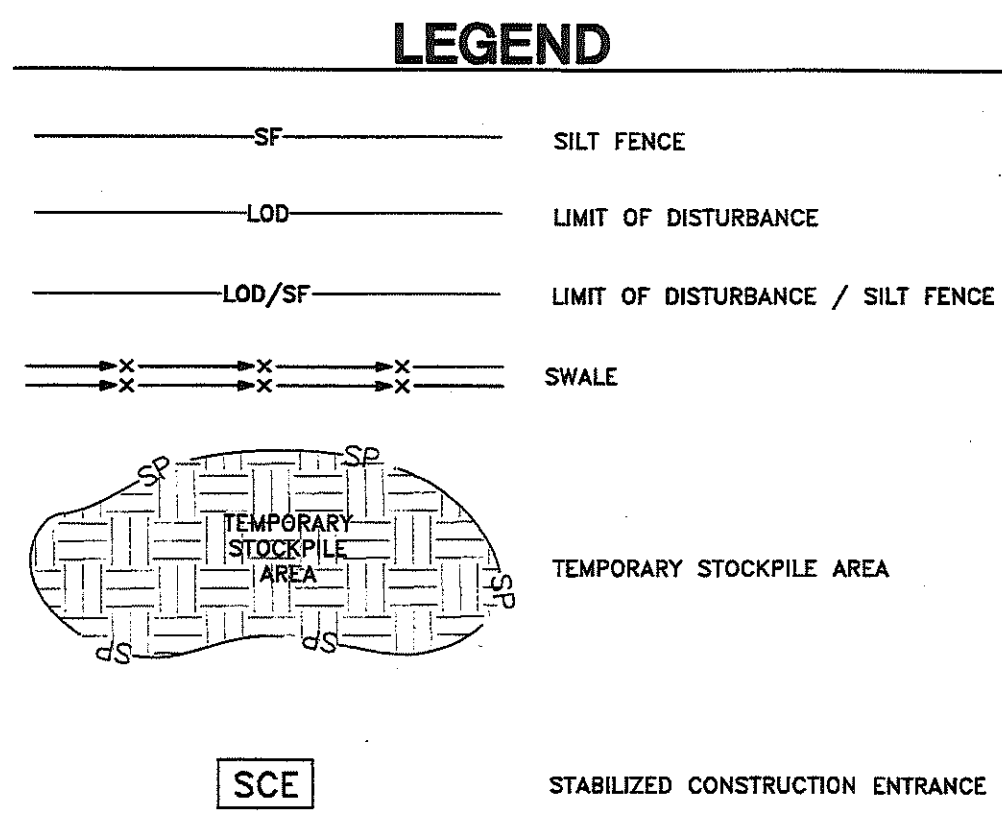 LEGEND
SF SILT FENCE
LOD LIMIT OF DISTURBANCE
LOD/SF LIMIT OF DISTURBANCE / SILT FENCE
SWALE
SP SP
TEMPORARY
STOCKPILE
AREA
TEMPORARY STOCKPILE AREA
SP
SP SP
SCE STABILIZED CONSTRUCTION ENTRANCE